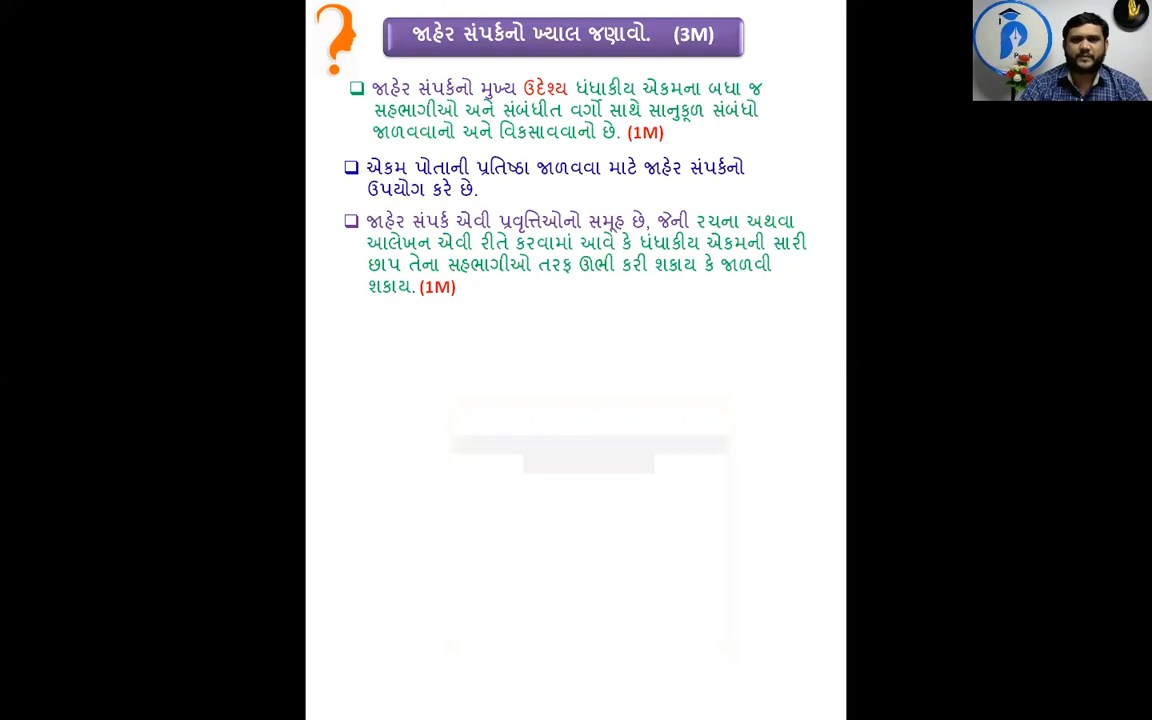 જાહેર સંપર્કનો ખ્યાલ જણાવો. (3M)
❑ જાહેર સંપર્કનો મુખ્ય ઉદેશ્ય ધંધાકીય એકમના બધા જ
સહભાગીઓ અને સંબંધીત વર્ગો સાથે સાનુકૂળ સંબંધો
જાળવવાનો અને વિકસાવવાનો છે. (1M)
❑ એકમ પોતાની પ્રતિષ્ઠા જાળવવા માટે જાહેર સંપર્કનો
ઉપયોગ કરે છે.
❑ જાહેર સંપર્ક એવી પ્રવૃત્તિઓનો સમૂહ છે, જેની રચના અથવા
આલેખન એવી રીતે કરવામાં આવે કે ધંધાકીય એકમની સારી
છાપ તેના સહભાગીઓ તરફ ઊભી કરી શકાય કે જાળવી
શકાય. (1M)